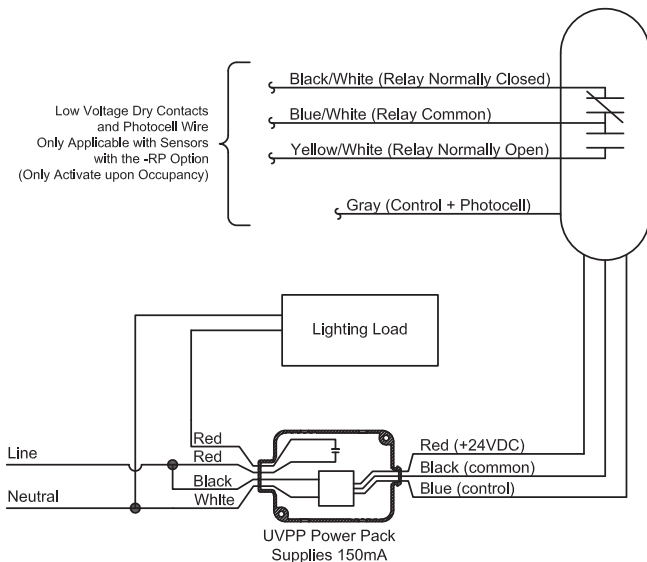 Black/White (Relay Normally Closed)
Low Voltage Dry Contacts
and Photocell Wire
Only Applicable with Sensors
with the -RP Option
(Only Activate upon Occupancy)
Blue/White (Relay Common)
Yellow/White (Relay Normally Open)
Gray (Control + Photocell)
Lighting Load
Red
Line
Red
Black
Neutral
White
Red (+24VDC)
Black (common)
Blue (control)
UVPP Power Pack
Supplies 150mA